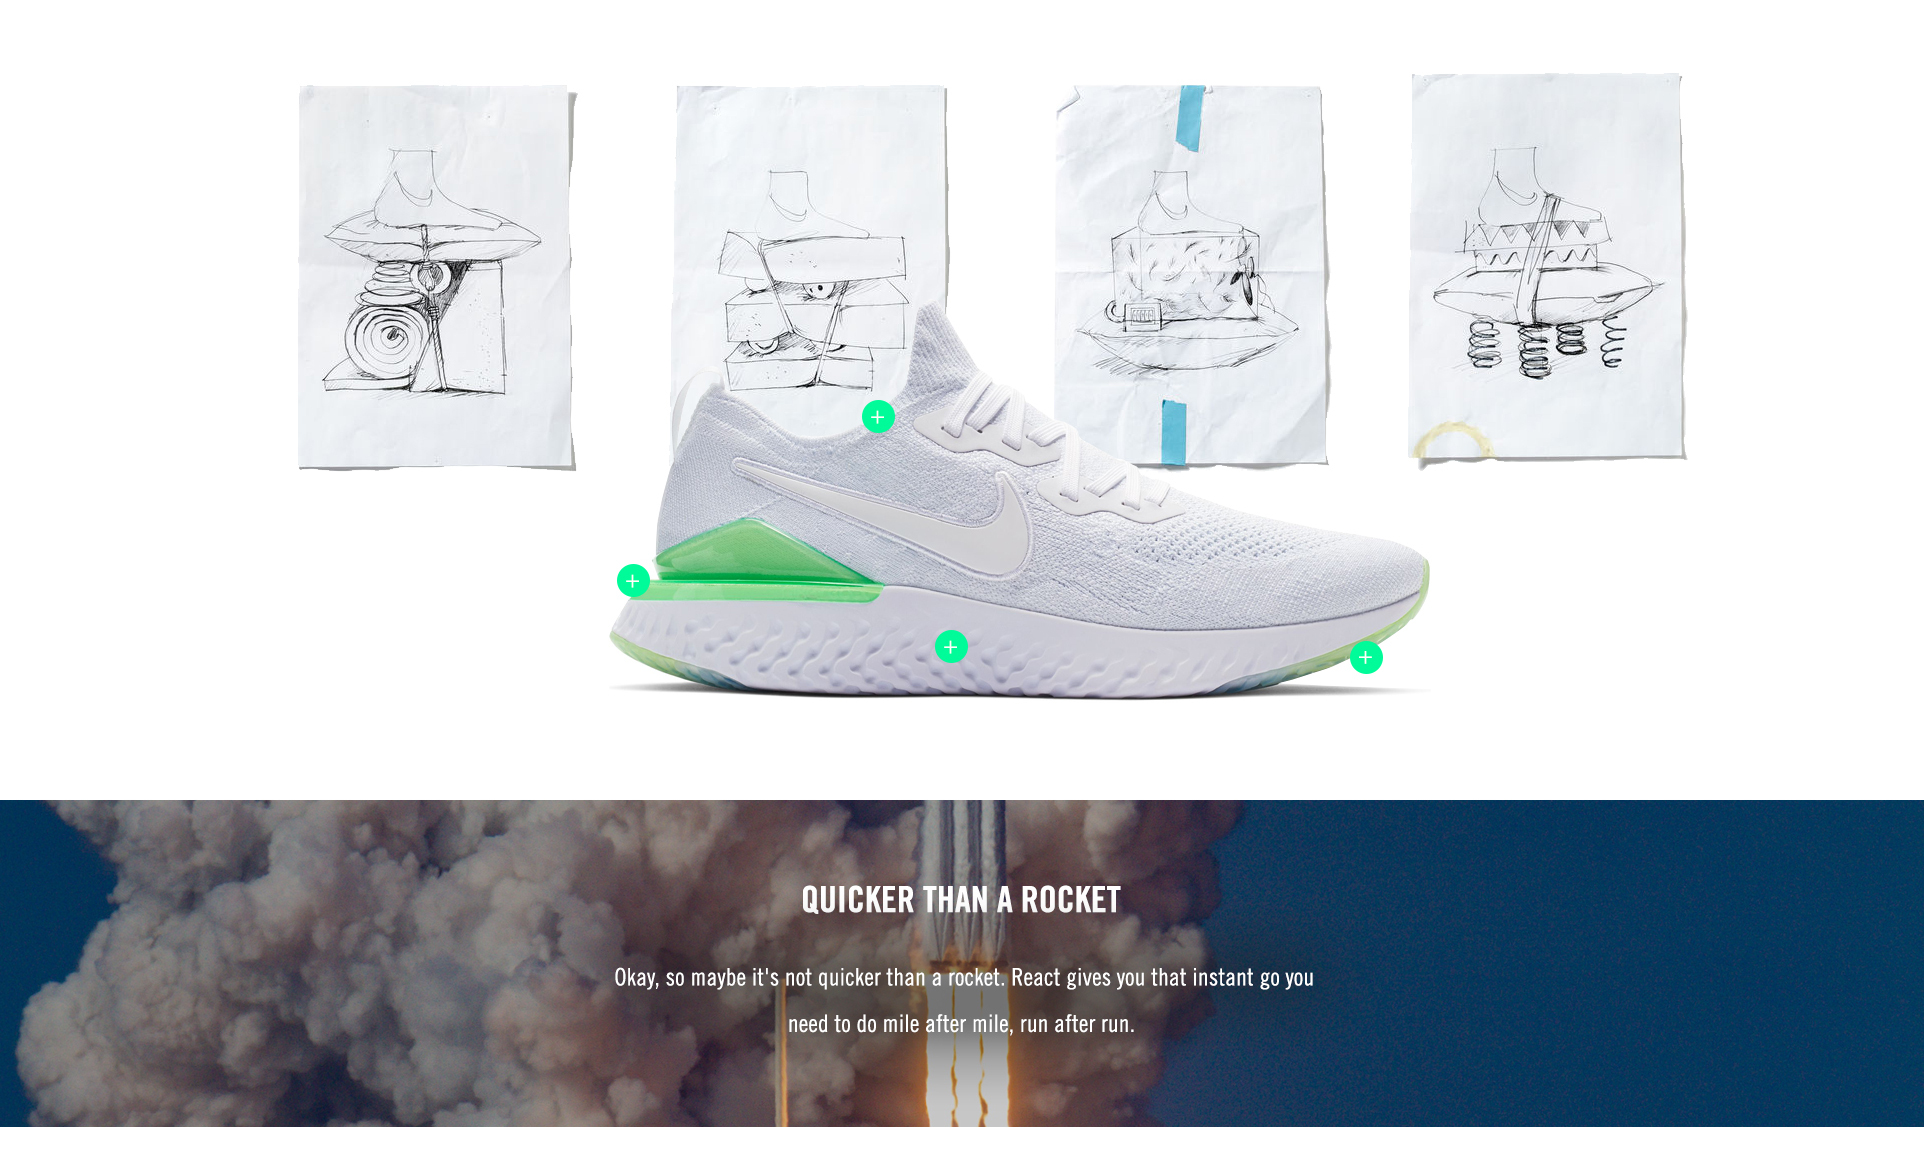 QUICKER THAN A ROCKET
Okay, so maybe it's not quicker than a rocket. React gives you that instant go you
need to do mile after mile, run after run.